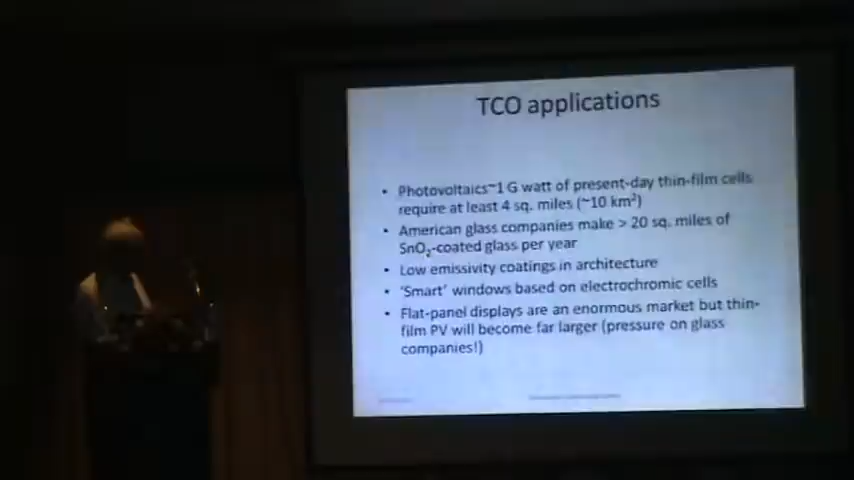 TCO applications
• Photovoltaics~1 G watt of present-day thin-film cells
require at least 4 sq. miles (~10 km²)
• American glass companies make > 20 sq. miles of
SnO₂-coated glass per year
• Low emissivity coatings in architecture
• 'Smart' windows based on electrochromic cells
• Flat-panel displays are an enormous market but thin-
film PV will become far larger (pressure on glass
companies!)